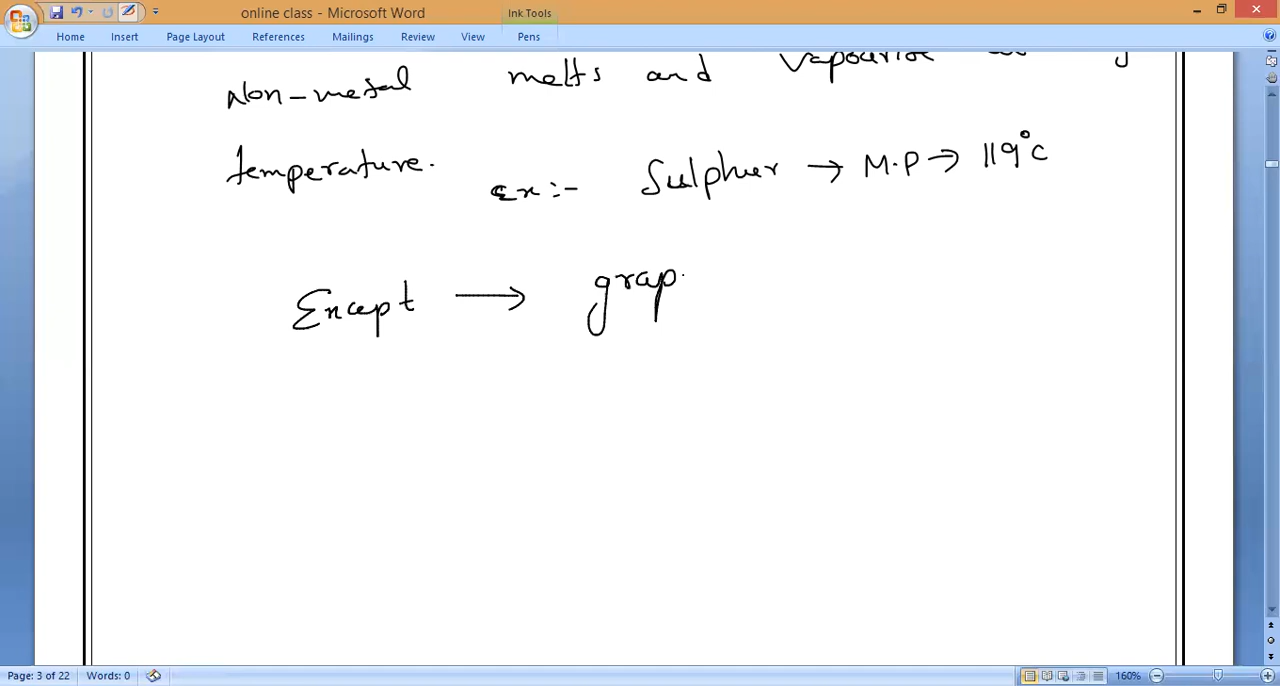 online class - Microsoft Word
Ink Tools
Home Insert Page Layout References Mailings Review View Pens
Non-metal melts and vapourise
temperature. ex:- Sulphur → M.P → 119°C
Except → grap
Page: 3 of 22 Words: 0 160%